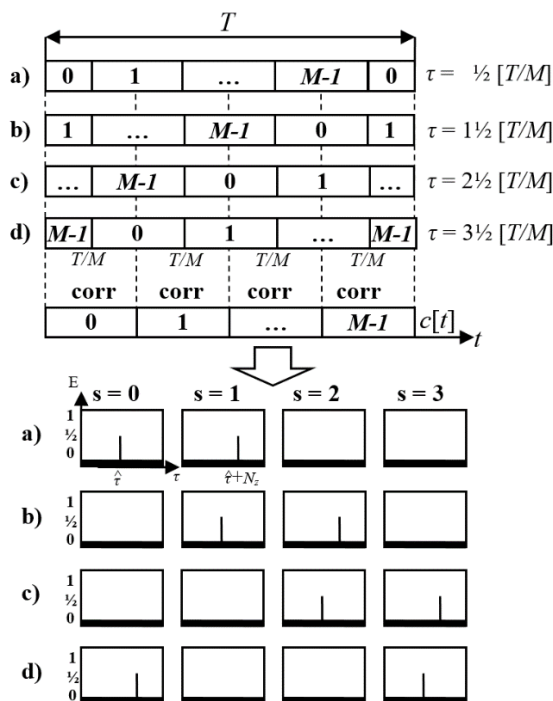 T
a) 0 1 ... M-1 0 τ = ½ [T/M]
b) 1 ... M-1 0 1 τ = 1½ [T/M]
c) ... M-1 0 1 ... τ = 2½ [T/M]
d) M-1 0 1 ... M-1 τ = 3½ [T/M]
T/M T/M T/M T/M
corr corr corr corr
0 1 ... M-1 c[t]
t
E s = 0 s = 1 s = 2 s = 3
a) 1 ½ 0
τ̂ τ τ̂+N_z
b) 1 ½ 0
c) 1 ½ 0
d) 1 ½ 0